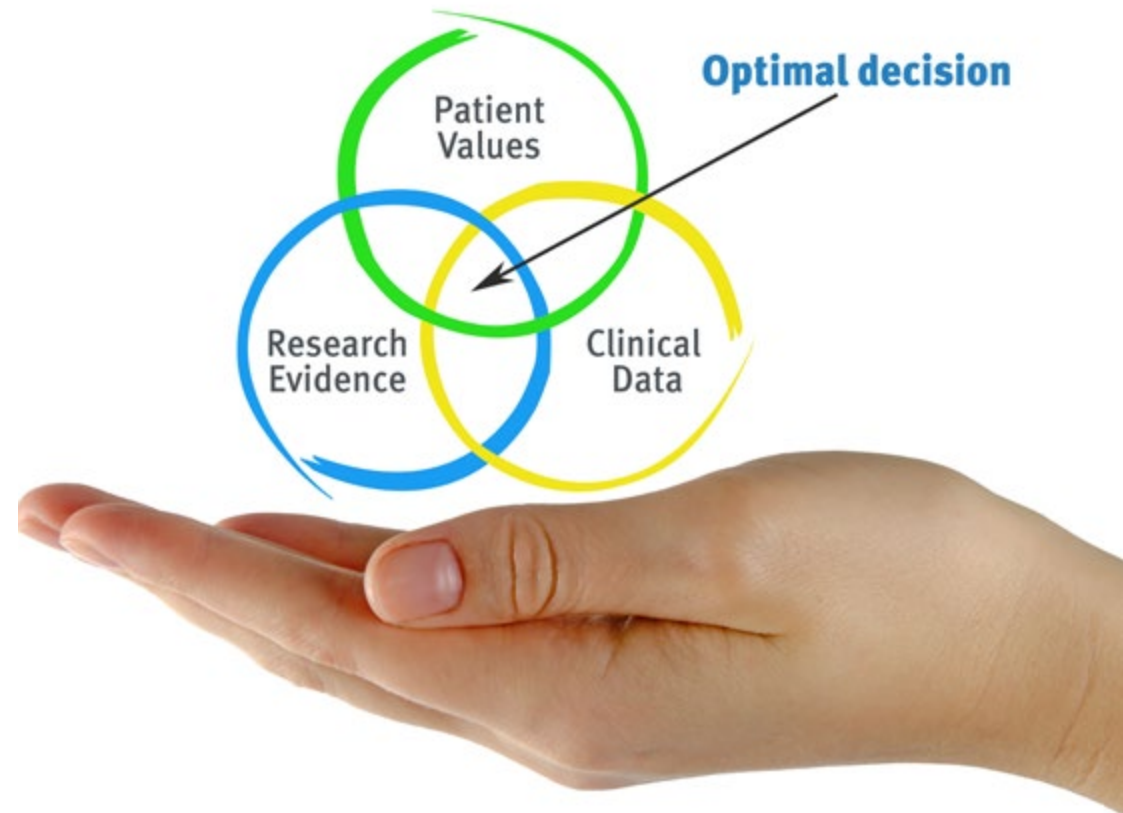 Optimal decision
Patient
Values
Research
Evidence
Clinical
Data